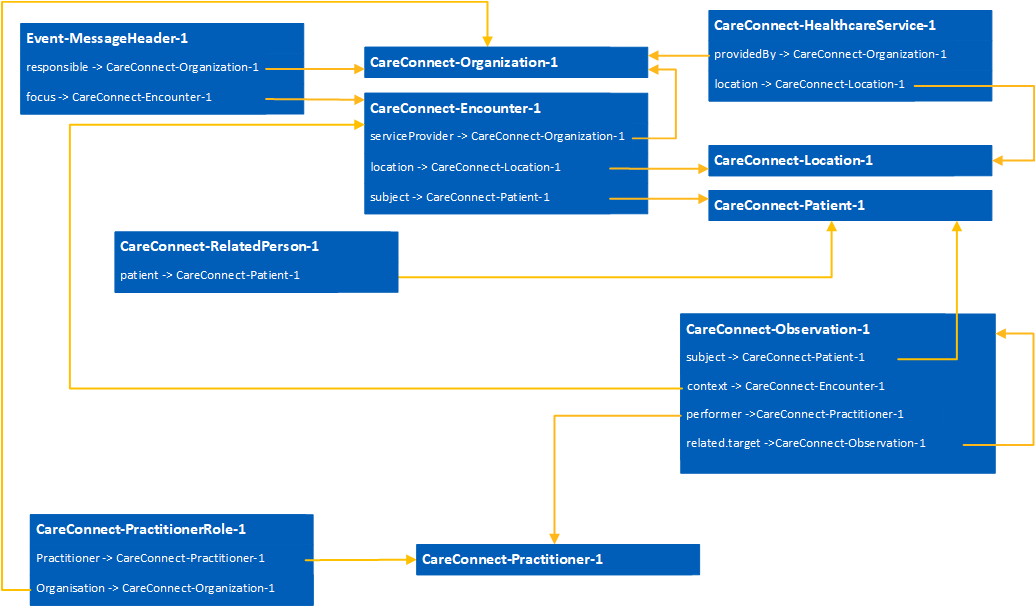 Event-MessageHeader-1
responsible -> CareConnect-Organization-1
focus -> CareConnect-Encounter-1
CareConnect-Organization-1
CareConnect-HealthcareService-1
providedBy -> CareConnect-Organization-1
location -> CareConnect-Location-1
CareConnect-Encounter-1
serviceProvider -> CareConnect-Organization-1
location -> CareConnect-Location-1
subject -> CareConnect-Patient-1
CareConnect-Location-1
CareConnect-Patient-1
CareConnect-RelatedPerson-1
patient -> CareConnect-Patient-1
CareConnect-Observation-1
subject -> CareConnect-Patient-1
context -> CareConnect-Encounter-1
performer ->CareConnect-Practitioner-1
related.target ->CareConnect-Observation-1
CareConnect-PractitionerRole-1
Practitioner -> CareConnect-Practitioner-1
Organisation -> CareConnect-Organization-1
CareConnect-Practitioner-1